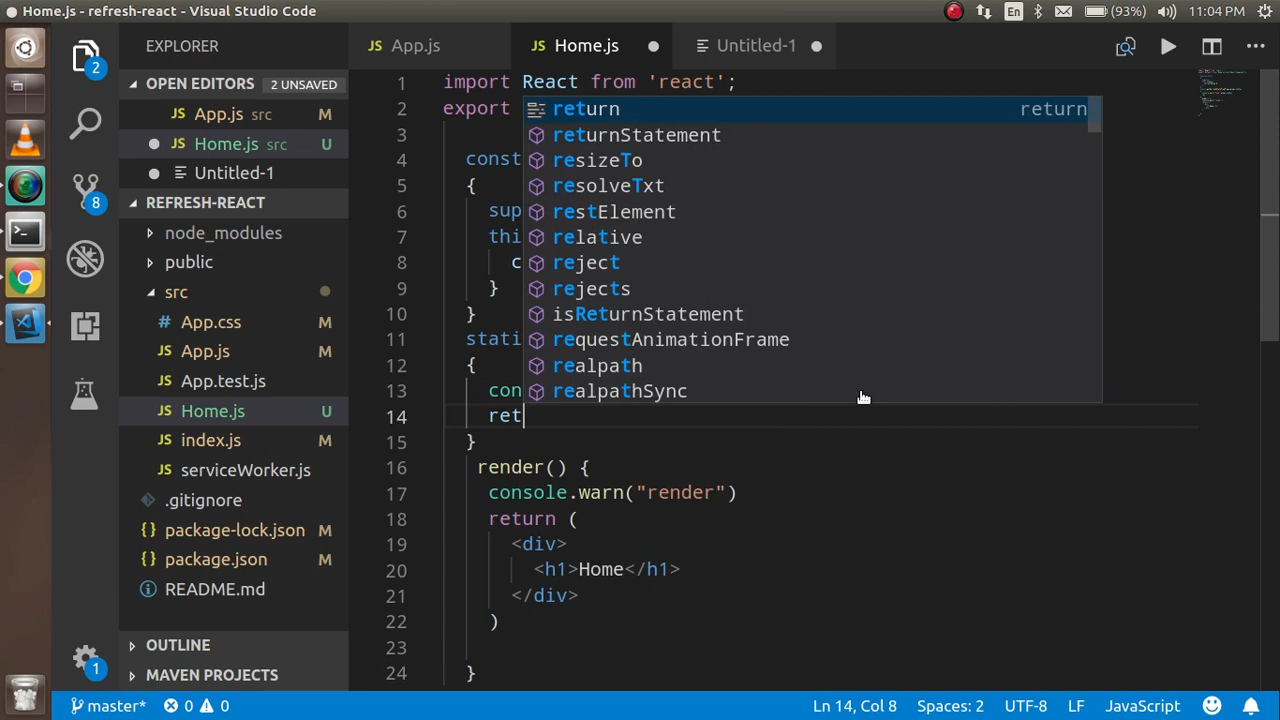 Home.js - refresh-react - Visual Studio Code
En
(93%)
11:04 PM
EXPLORER
OPEN EDITORS 2 UNSAVED
JS App.js src M
JS Home.js src U
Untitled-1
REFRESH-REACT
node_modules
public
src
# App.css M
JS App.js M
JS App.test.js
JS Home.js U
JS index.js M
JS serviceWorker.js
.gitignore
{} package-lock.json M
{} package.json M
README.md
OUTLINE
MAVEN PROJECTS
2
8
1
JS App.js
JS Home.js
Untitled-1
1 import React from 'react';
2 export
3
4 const
5 {
6 sup
7 thi
8 c
9 }
10 }
11 stati
12 {
13 con
14 ret
15 }
16 render() {
17 console.warn("render")
18 return (
19 <div>
20 <h1>Home</h1>
21 </div>
22 )
23
24 }
return return
returnStatement
resizeTo
resolveTxt
restElement
relative
reject
rejects
isReturnStatement
requestAnimationFrame
realpath
realpathSync
master* 0 0
Ln 14, Col 8
Spaces: 2
UTF-8
LF
JavaScript